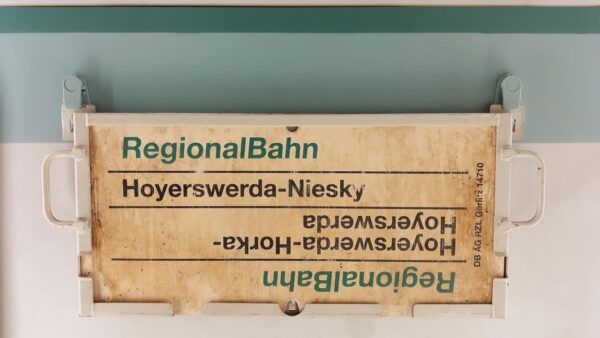 RegionalBahn
Hoyerswerda-Niesky
RegionalBahn
Hoyerswerda-Horka-
Hoyerswerda
DB AG RZL Görlitz 14710